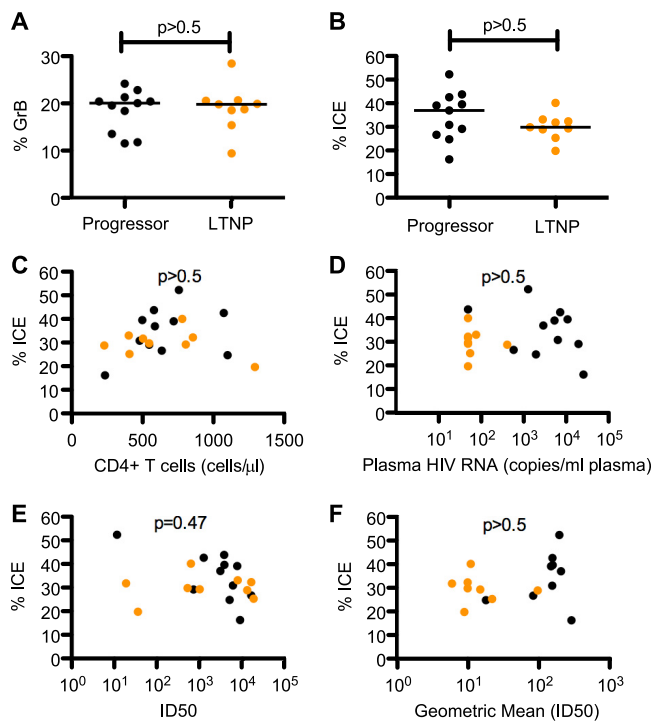 A
p>0.5
30
20
10
0
% GrB
Progressor
LTNP
B
p>0.5
60
50
40
30
20
10
0
% ICE
Progressor
LTNP
C
p>0.5
60
50
40
30
20
10
0
% ICE
0
500
1000
1500
CD4+ T cells (cells/μl)
D
p>0.5
60
50
40
30
20
10
0
% ICE
10¹
10²
10³
10⁴
10⁵
Plasma HIV RNA (copies/ml plasma)
E
p=0.47
60
50
40
30
20
10
0
% ICE
10⁰
10¹
10²
10³
10⁴
10⁵
ID50
F
p>0.5
60
50
40
30
20
10
0
% ICE
10⁰
10¹
10²
10³
Geometric Mean (ID50)